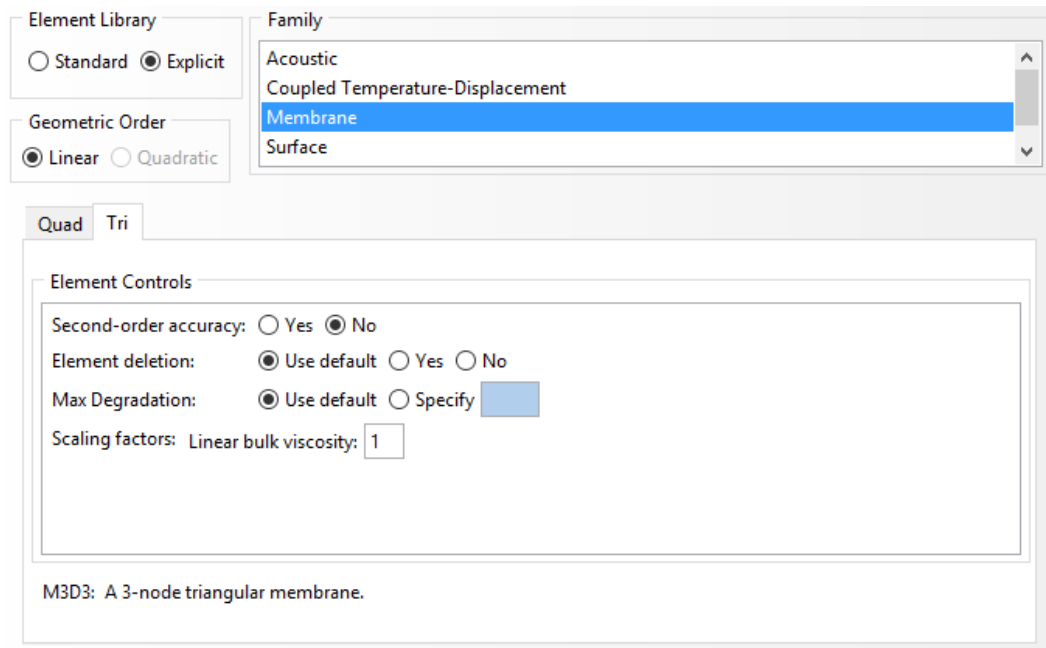 Element Library
Standard Explicit
Family
Acoustic
Coupled Temperature-Displacement
Membrane
Surface
Geometric Order
Linear Quadratic
Quad Tri
Element Controls
Second-order accuracy: Yes No
Element deletion: Use default Yes No
Max Degradation: Use default Specify
Scaling factors: Linear bulk viscosity: 1
M3D3: A 3-node triangular membrane.